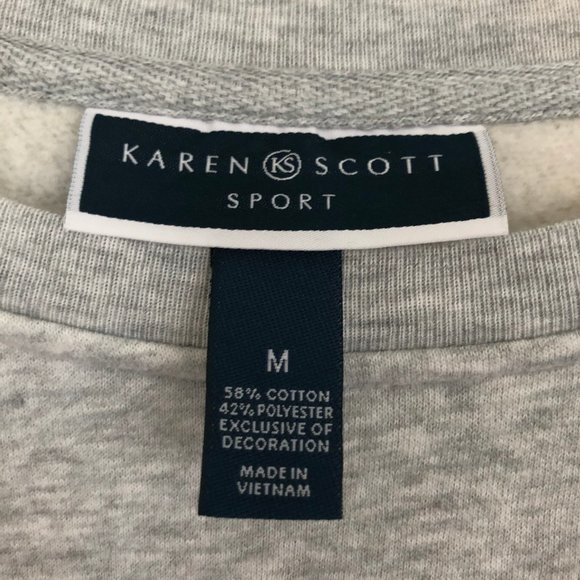 KAREN KS SCOTT
SPORT
M
58% COTTON
42% POLYESTER
EXCLUSIVE OF
DECORATION
MADE IN
VIETNAM